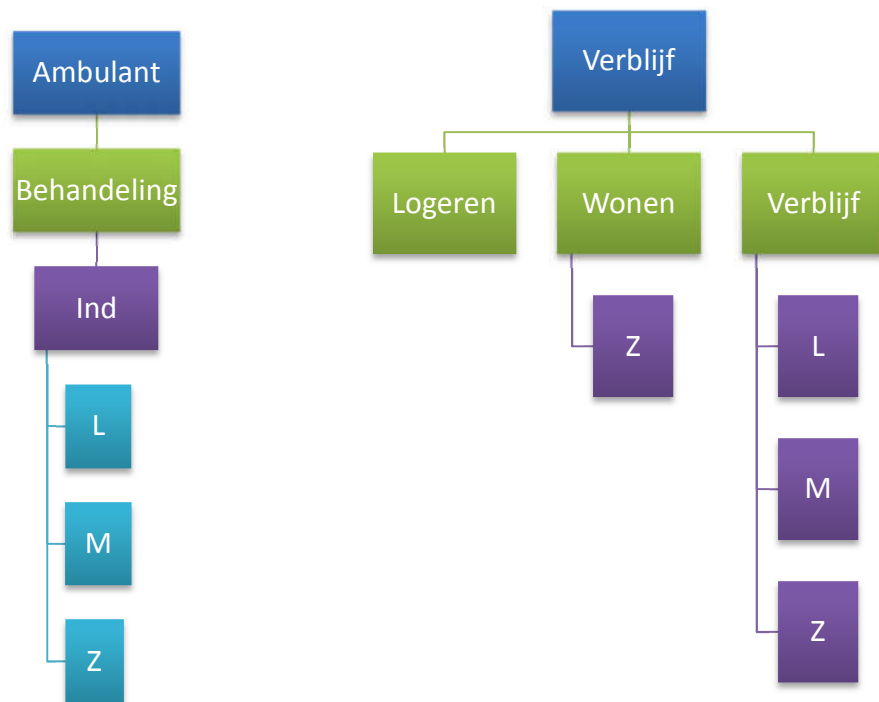 Ambulant
Behandeling
Ind
L
M
Z
Verblijf
Logeren
Wonen
Verblijf
Z
L
M
Z